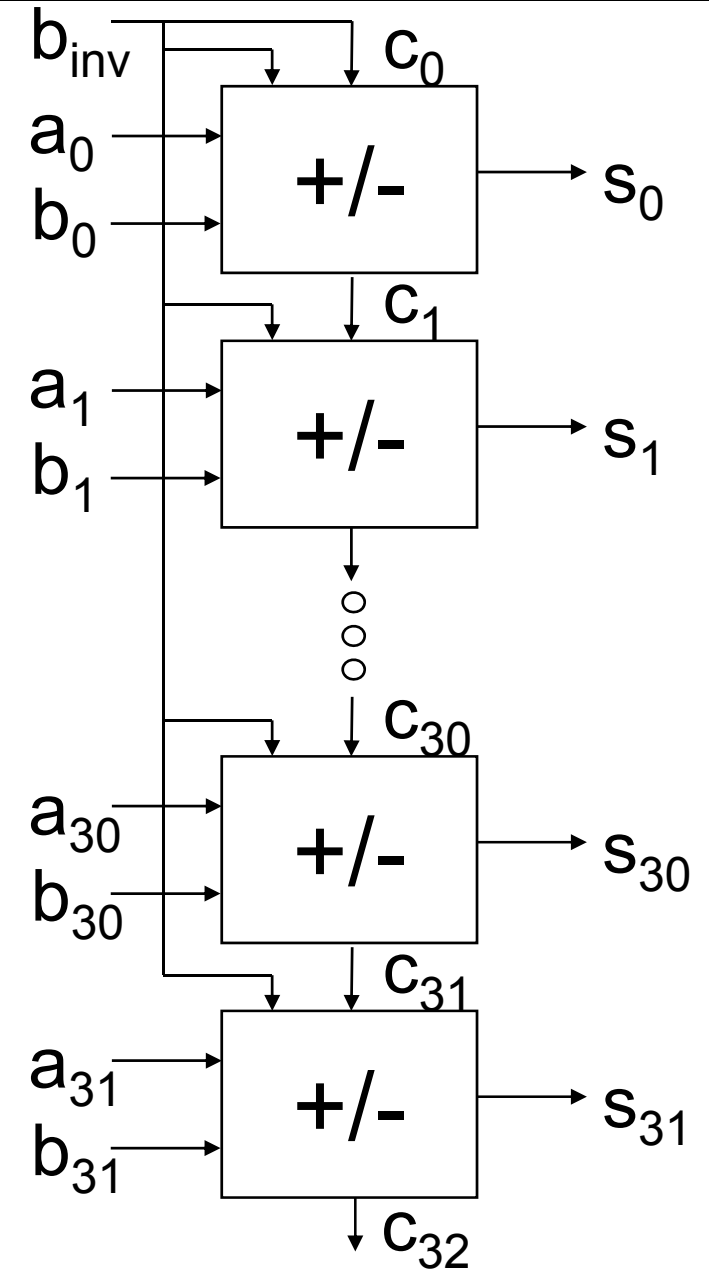 b_inv c_0
a_0
+/- s_0
b_0
c_1
a_1
+/- s_1
b_1
c_30
a_30
+/- s_30
b_30
c_31
a_31
+/- s_31
b_31
c_32